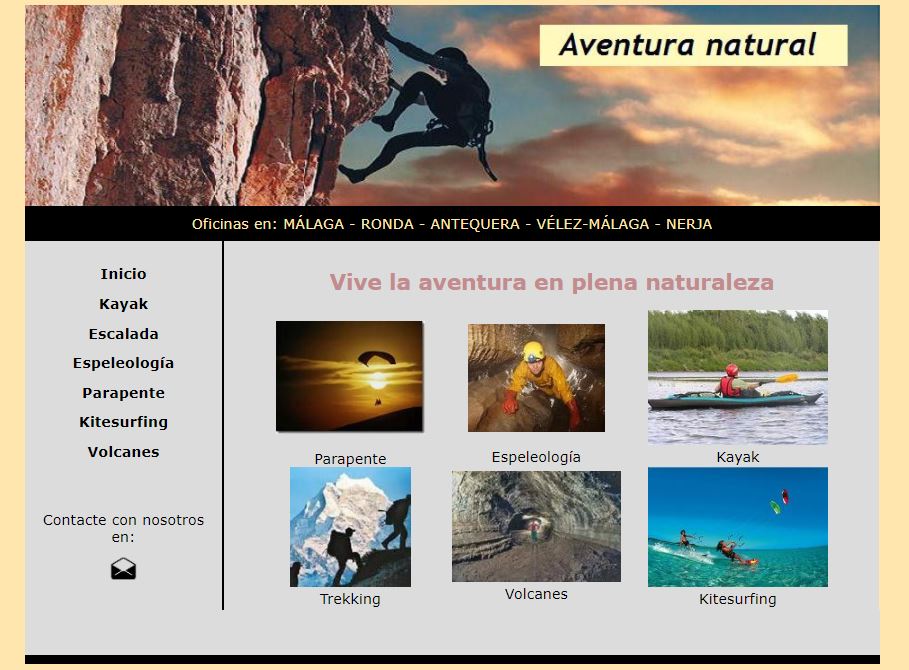 Aventura natural
Oficinas en: MÁLAGA - RONDA - ANTEQUERA - VÉLEZ-MÁLAGA - NERJA
Inicio
Kayak
Escalada
Espeleología
Parapente
Kitesurfing
Volcanes
Contacte con nosotros
en:
Vive la aventura en plena naturaleza
Parapente
Espeleología
Kayak
Trekking
Volcanes
Kitesurfing